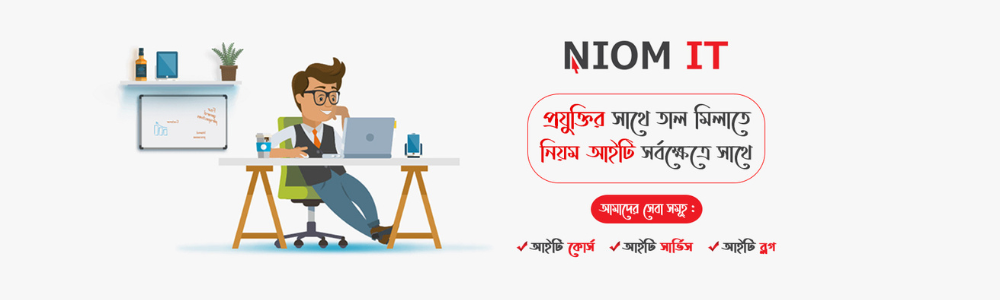 NIOM IT
প্রযুক্তির সাথে তাল মিলাতে
নিয়ম আইটি সর্বক্ষেত্রে সাথে
আমাদের সেবা সমূহ :
আইটি কোর্স আইটি সার্ভিস আইটি ব্লগ